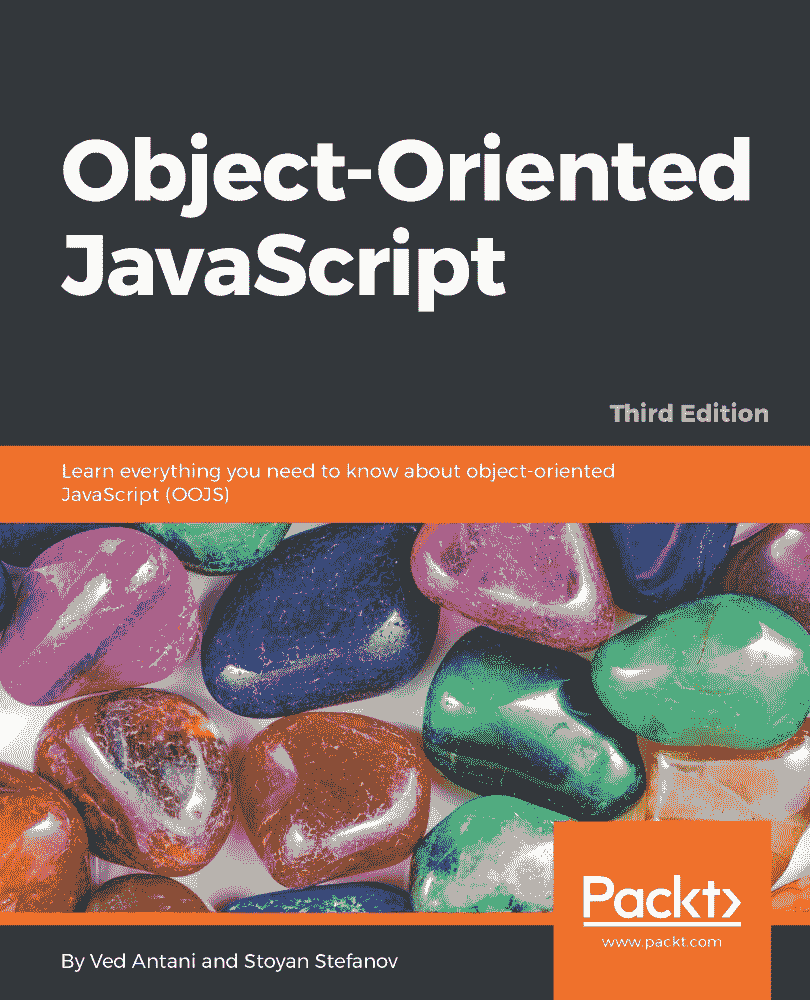 Object-Oriented
JavaScript
Third Edition
Learn everything you need to know about object-oriented
JavaScript (OOJS)
Packt>
www.packt.com
By Ved Antani and Stoyan Stefanov